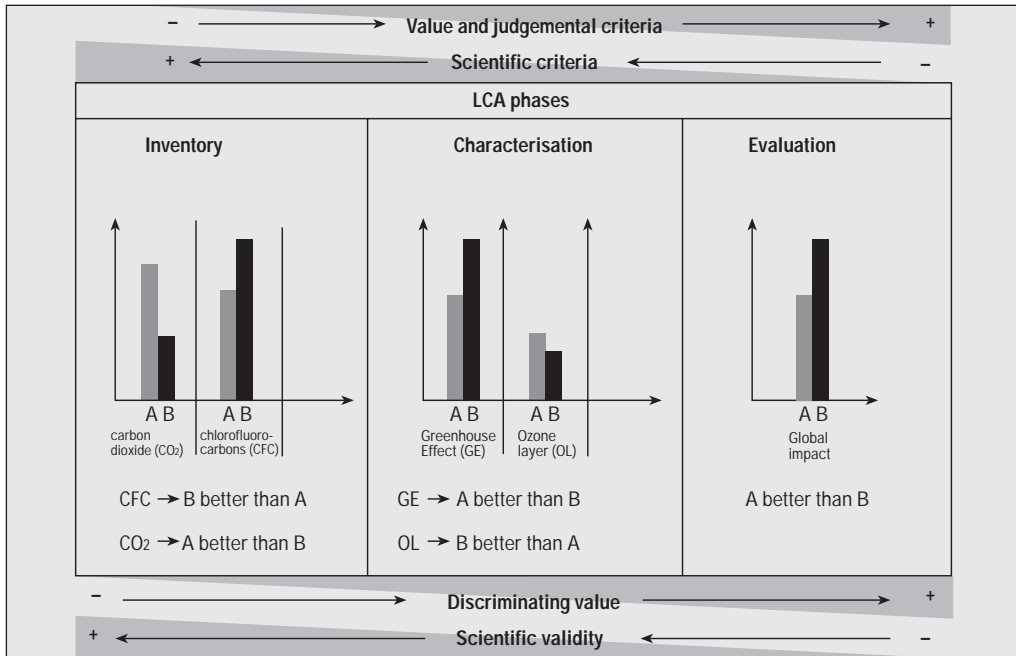 – Value and judgemental criteria +
+ Scientific criteria –
LCA phases
Inventory
A B A B
carbon
dioxide (CO2)
chlorofluoro-
carbons (CFC)
CFC → B better than A
CO2 → A better than B
Characterisation
A B A B
Greenhouse
Effect (GE)
Ozone
layer (OL)
GE → A better than B
OL → B better than A
Evaluation
A B
Global
impact
A better than B
– Discriminating value +
+ Scientific validity –